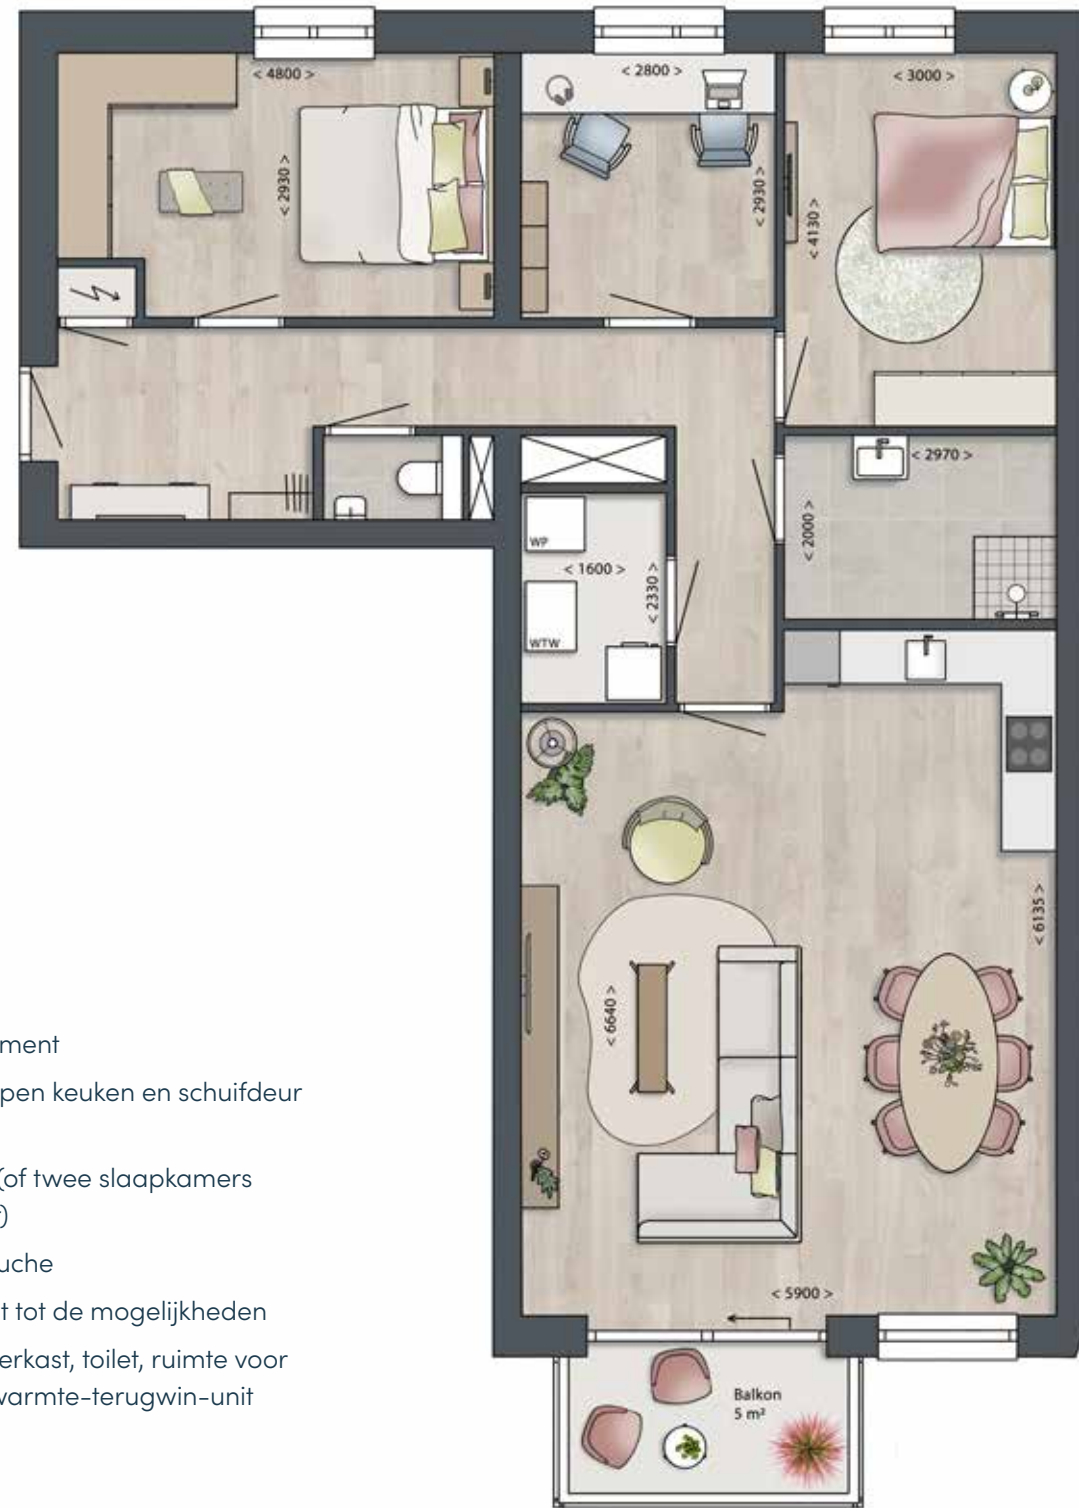 < 4800 >
< 2800 >
< 3000 >
< 2930 >
< 2930 >
< 4130 >
< 2970 >
< 2000 >
WP
< 1600 >
< 2330 >
WTW
< 6135 >
< 6640 >
< 5900 >
Balkon
5 m²
ment
pen keuken en schuifdeur
(of twee slaapkamers
)
uche
t tot de mogelijkheden
erkast, toilet, ruimte voor
warmte-terugwin-unit